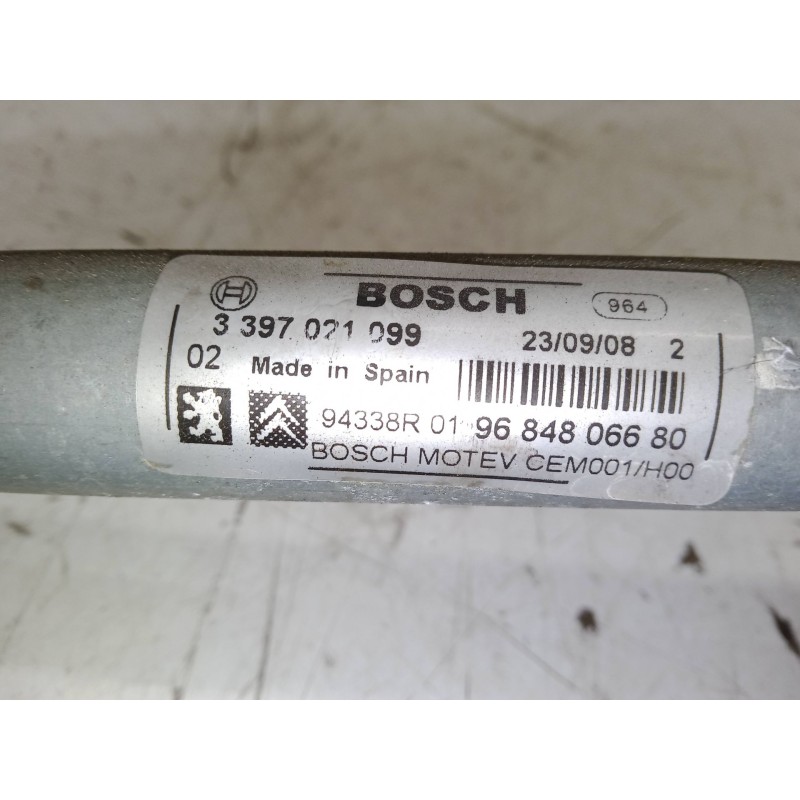 BOSCH 964
3 397 021 099 23/09/08 2
02 Made in Spain
94338R 01 96 848 066 80
BOSCH MOTEV CEM001/H00